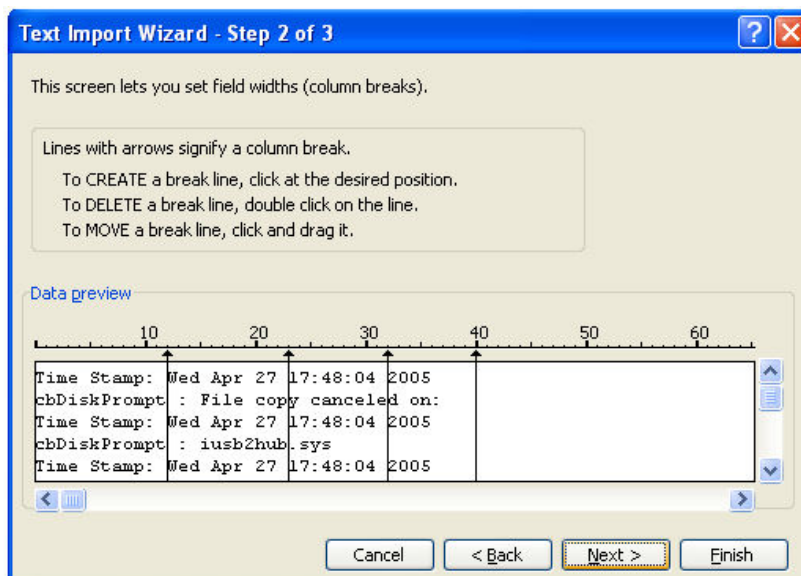 Text Import Wizard - Step 2 of 3
This screen lets you set field widths (column breaks).
Lines with arrows signify a column break.
To CREATE a break line, click at the desired position.
To DELETE a break line, double click on the line.
To MOVE a break line, click and drag it.
Data preview
10 20 30 40 50 60
Time Stamp: Wed Apr 27 17:48:04 2005
cbDiskPrompt : File copy canceled on:
Time Stamp: Wed Apr 27 17:48:04 2005
cbDiskPrompt : iusb2hub.sys
Time Stamp: Wed Apr 27 17:48:04 2005
Cancel < Back Next > Finish